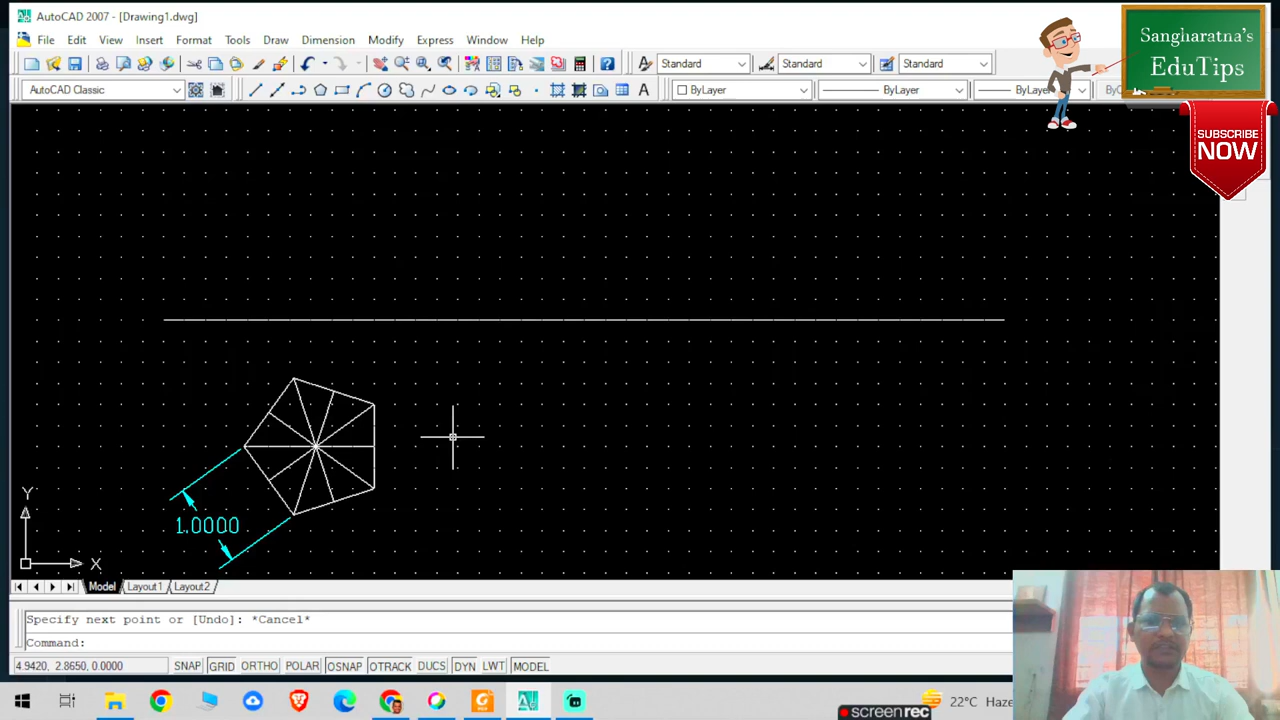 AutoCAD 2007 - [Drawing1.dwg]
File Edit View Insert Format Tools Draw Dimension Modify Express Window Help
Standard Standard Standard
AutoCAD Classic ByLayer ByLayer ByLayer
Sangharatna's
EduTips
SUBSCRIBE
NOW
1.0000
Y
X
Model Layout1 Layout2
Specify next point or [Undo]: *Cancel*
Command:
4.9420, 2.8650, 0.0000 SNAP GRID ORTHO POLAR OSNAP OTRACK DUCS DYN LWT MODEL
screenrec
22°C